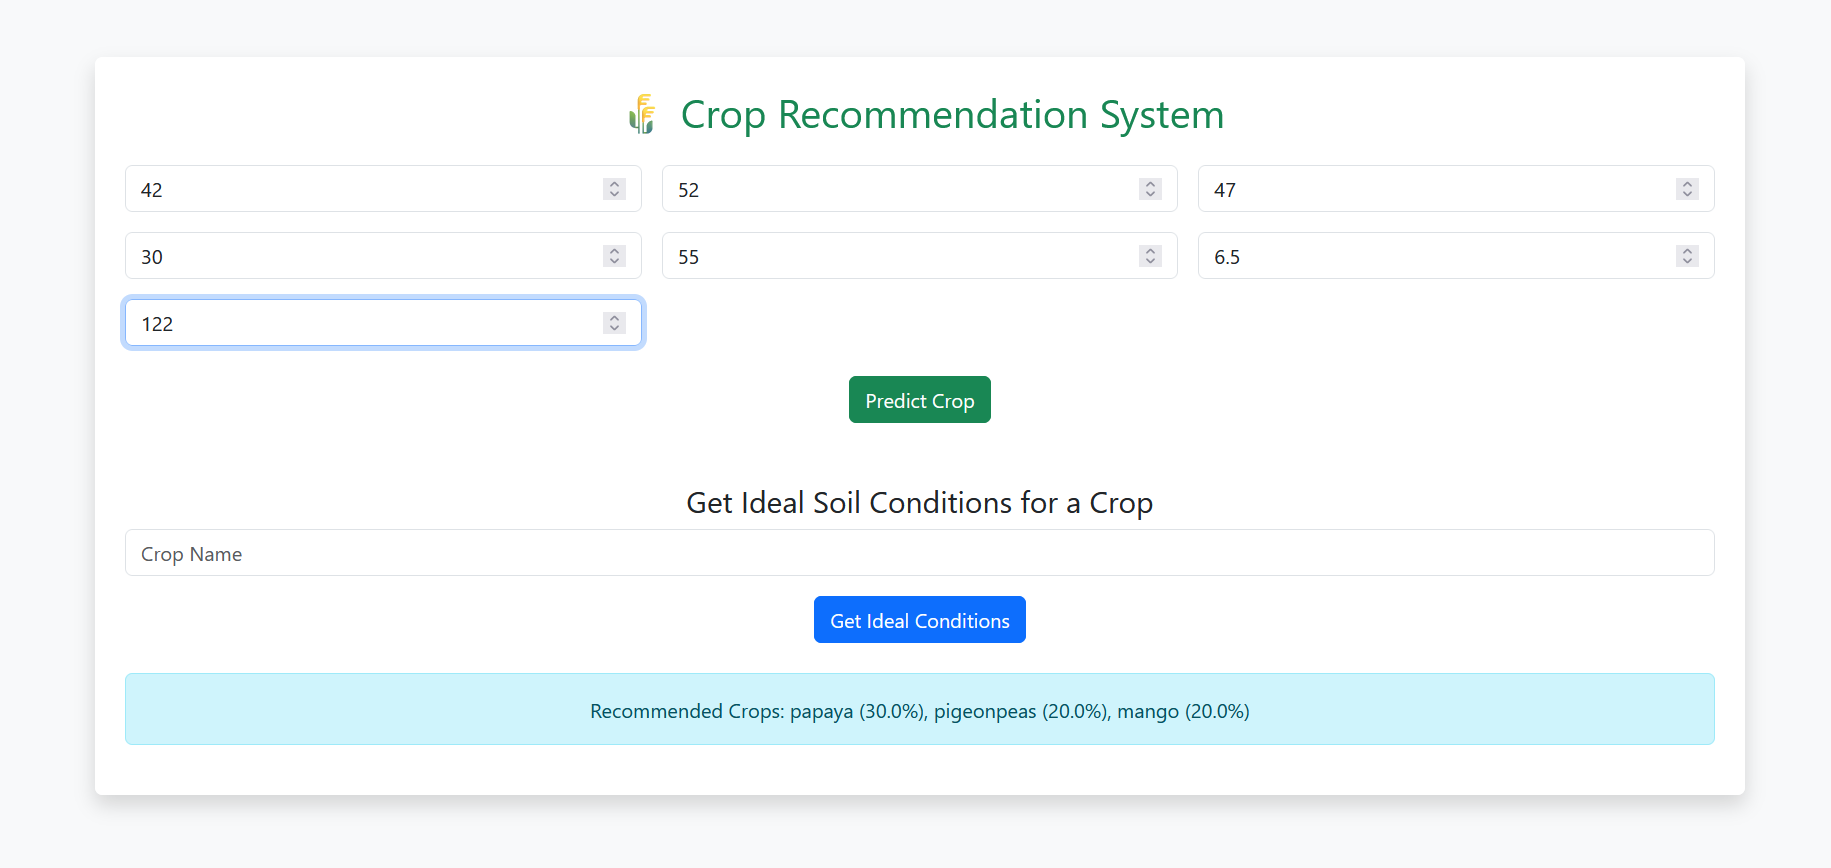 Crop Recommendation System
42 52 47
30 55 6.5
122
Predict Crop
Get Ideal Soil Conditions for a Crop
Crop Name
Get Ideal Conditions
Recommended Crops: papaya (30.0%), pigeonpeas (20.0%), mango (20.0%)